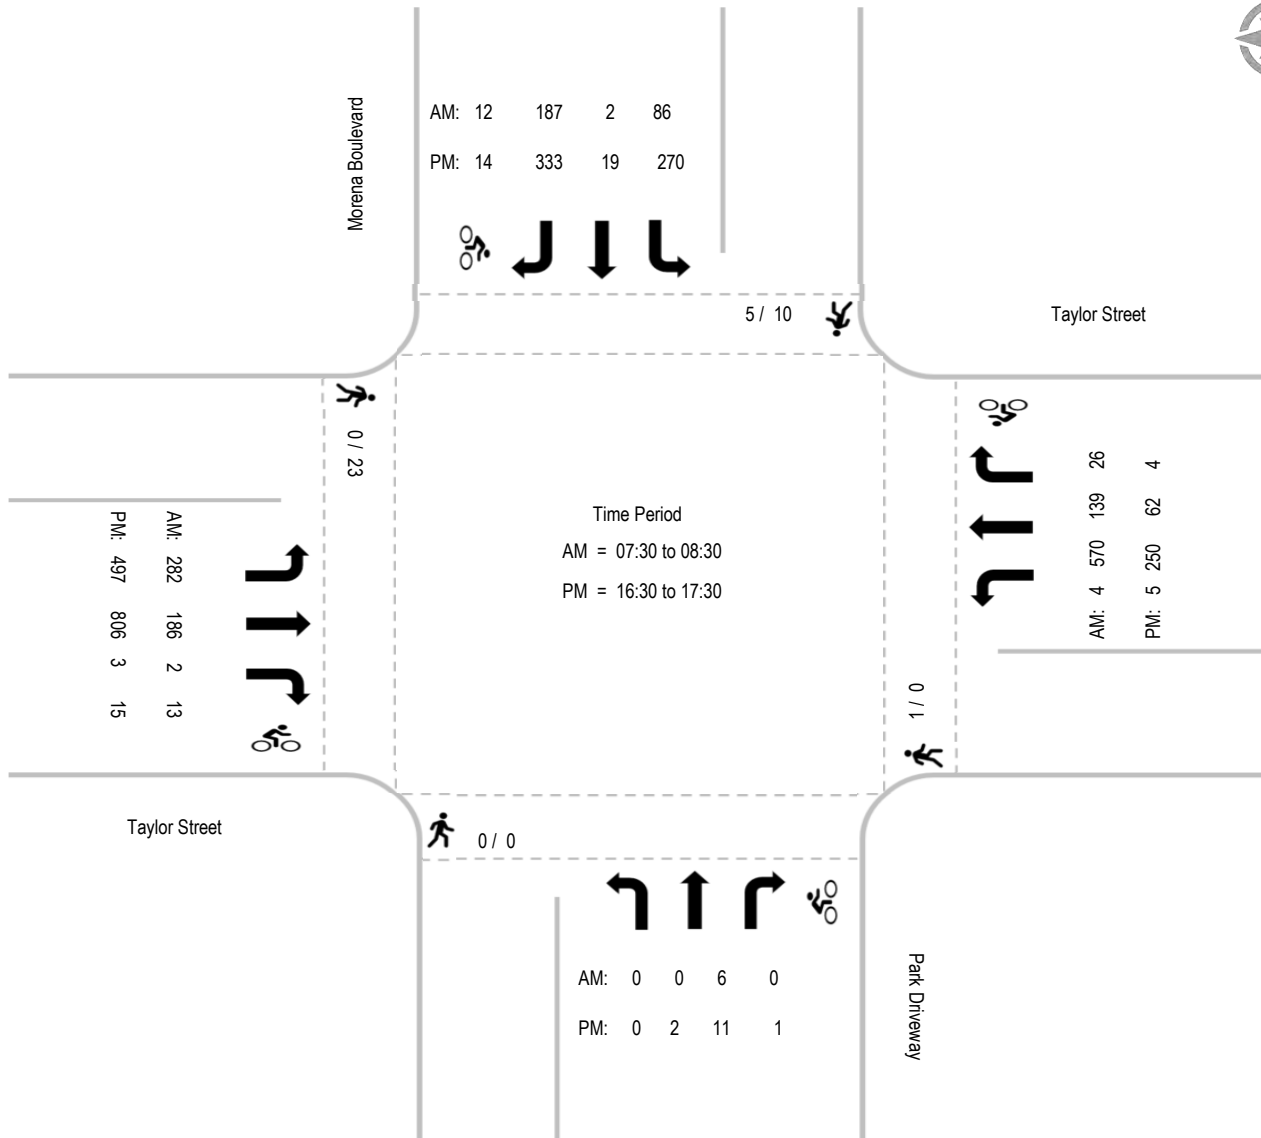 Morena Boulevard
AM: 12 187 2 86
PM: 14 333 19 270
5 / 10
Taylor Street
0 / 23
AM: 4 570 139 26
PM: 5 250 62 4
Time Period
AM = 07:30 to 08:30
PM = 16:30 to 17:30
AM: 282 186 2 13
PM: 497 806 3 15
0 / 1
Taylor Street
0 / 0
AM: 0 0 6 0
PM: 0 2 11 1
Park Driveway